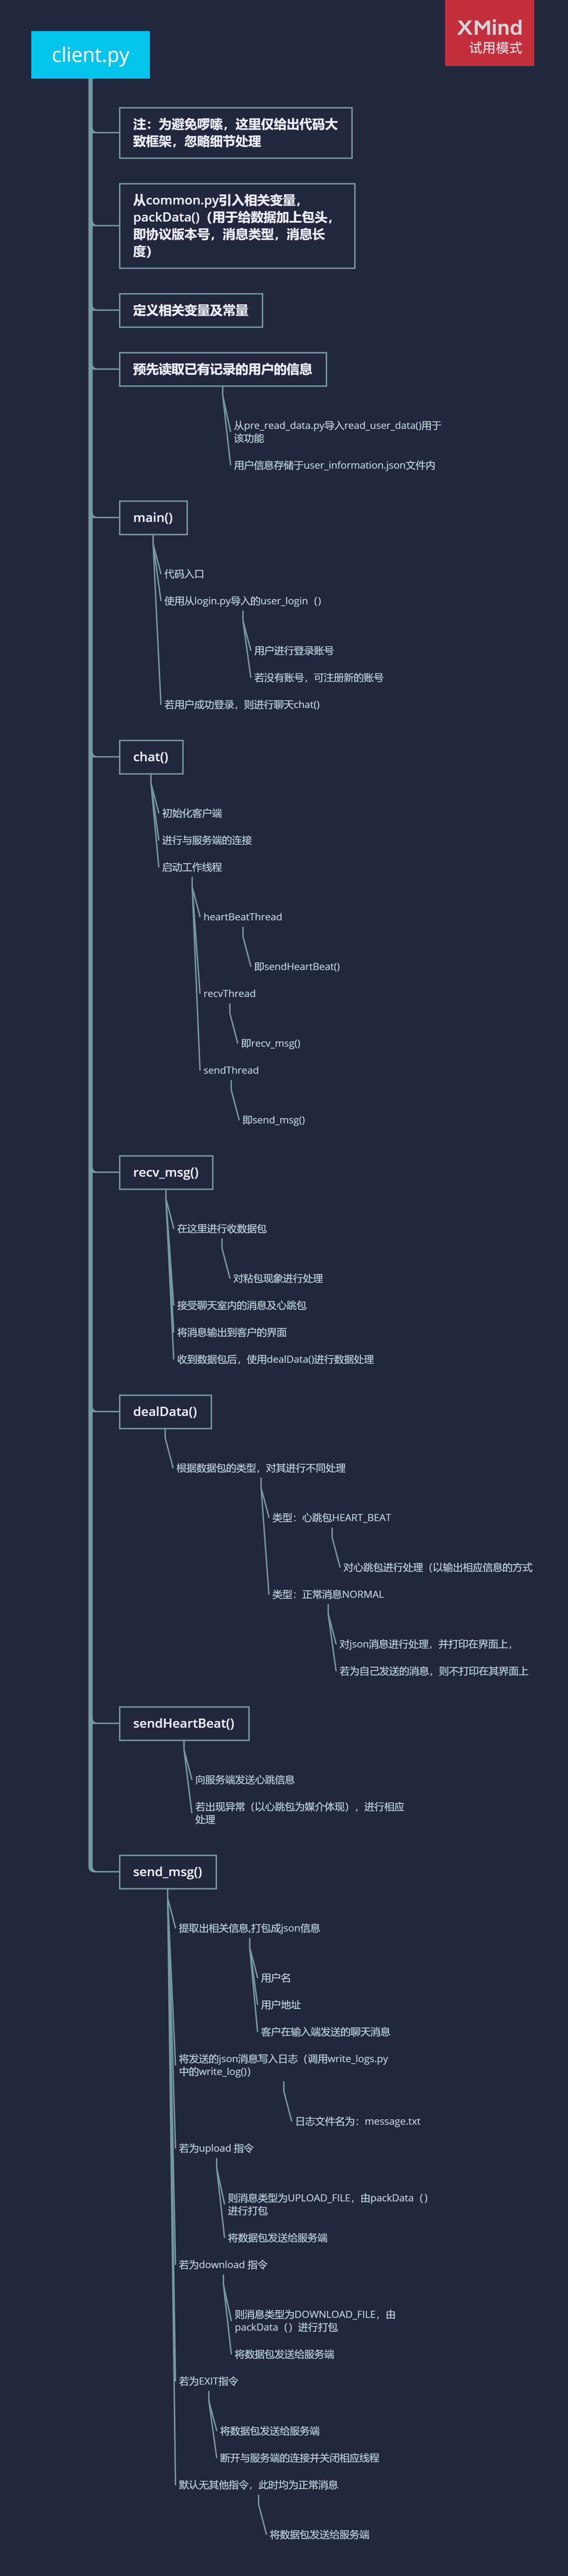 XMind
试用模式
client.py
注：为避免啰嗦，这里仅给出代码大
致框架，忽略细节处理
从common.py引入相关变量，
packData()（用于给数据加上包头，
即协议版本号，消息类型，消息长
度）
定义相关变量及常量
预先读取已有记录的用户的信息
从pre_read_data.py导入read_user_data()用于
该功能
用户信息存储于user_information.json文件内
main()
代码入口
使用从login.py导入的user_login（)
用户进行登录账号
若没有账号，可注册新的账号
若用户成功登录，则进行聊天chat()
chat()
初始化客户端
进行与服务端的连接
启动工作线程
heartBeatThread
即sendHeartBeat()
recvThread
即recv_msg()
sendThread
即send_msg()
recv_msg()
在这里进行收数据包
对粘包现象进行处理
接受聊天室内的消息及心跳包
将消息输出到客户的界面
收到数据包后，使用dealData()进行数据处理
dealData()
根据数据包的类型，对其进行不同处理
类型：心跳包HEART_BEAT
对心跳包进行处理（以输出相应信息的方式
类型：正常消息NORMAL
对json消息进行处理，并打印在界面上，
若为自己发送的消息，则不打印在其界面上
sendHeartBeat()
向服务端发送心跳信息
若出现异常（以心跳包为媒介体现），进行相应
处理
send_msg()
提取出相关信息,打包成json信息
用户名
用户地址
客户在输入端发送的聊天消息
将发送的json消息写入日志（调用write_logs.py
中的write_log()）
日志文件名为：message.txt
若为upload 指令
则消息类型为UPLOAD_FILE，由packData（）
进行打包
将数据包发送给服务端
若为download 指令
则消息类型为DOWNLOAD_FILE，由
packData（）进行打包
将数据包发送给服务端
若为EXIT指令
将数据包发送给服务端
断开与服务端的连接并关闭相应线程
默认无其他指令，此时均为正常消息
将数据包发送给服务端